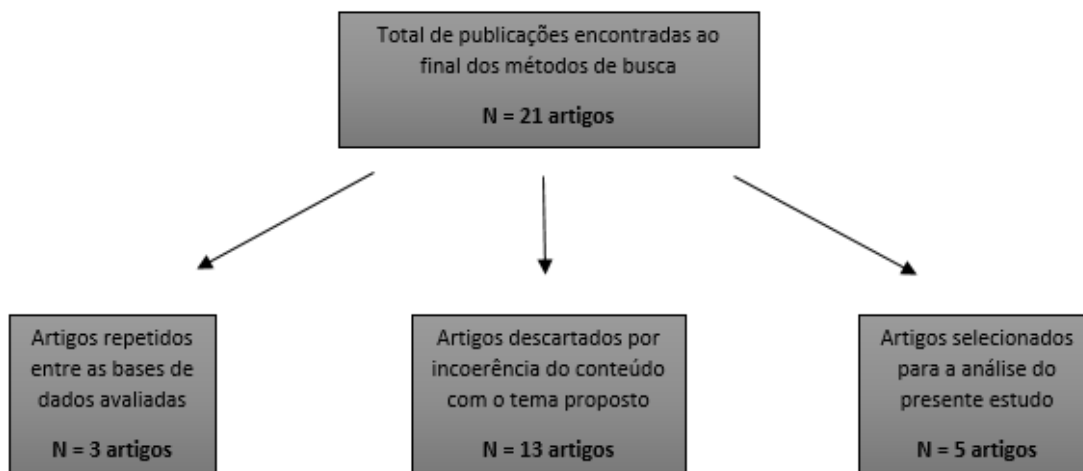 Total de publicações encontradas ao
final dos métodos de busca
N = 21 artigos
Artigos repetidos
entre as bases de
dados avaliadas
N = 3 artigos
Artigos descartados por
incoerência do conteúdo
com o tema proposto
N = 13 artigos
Artigos selecionados
para a análise do
presente estudo
N = 5 artigos